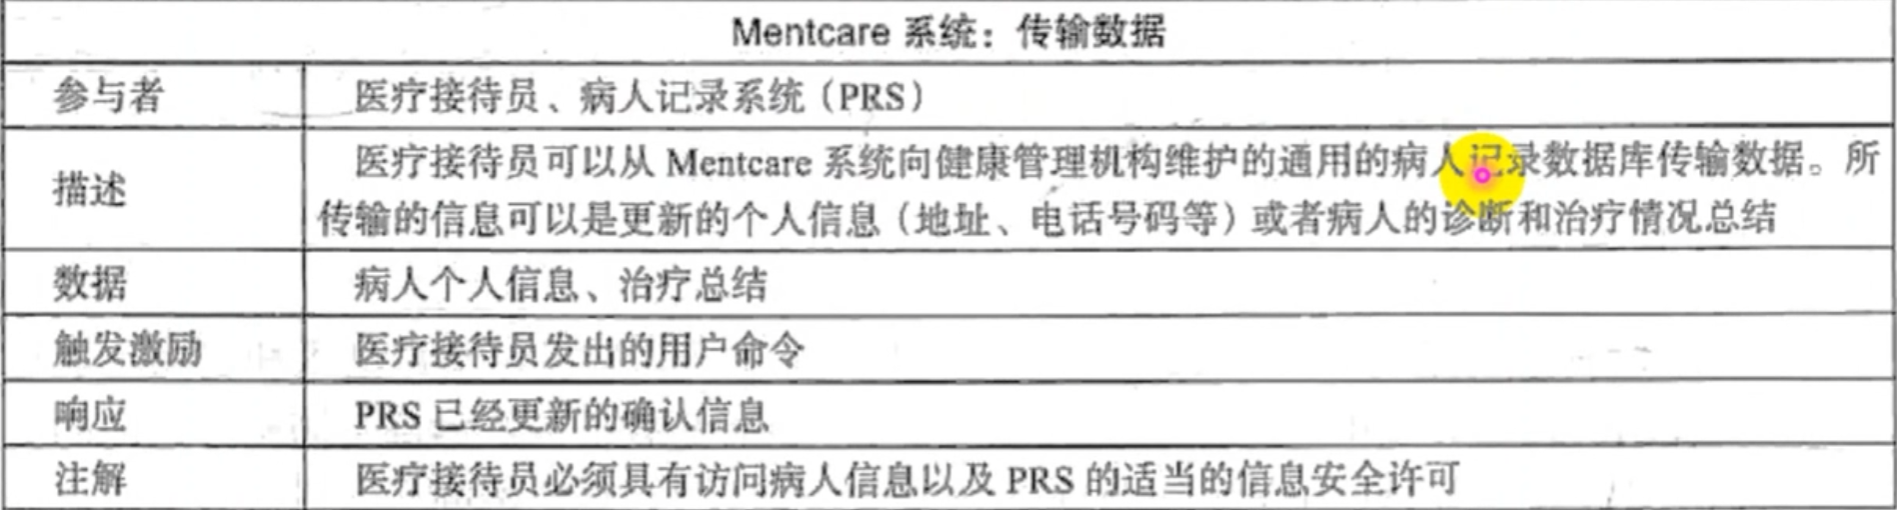 Mentcare 系统：传输数据
参与者
医疗接待员、病人记录系统（PRS）
描述
医疗接待员可以从 Mentcare 系统向健康管理机构维护的通用的病人记录数据库传输数据。所
传输的信息可以是更新的个人信息（地址、电话号码等）或者病人的诊断和治疗情况总结
数据
病人个人信息、治疗总结
触发激励
医疗接待员发出的用户命令
响应
PRS 已经更新的确认信息
注解
医疗接待员必须具有访问病人信息以及 PRS 的适当的信息安全许可